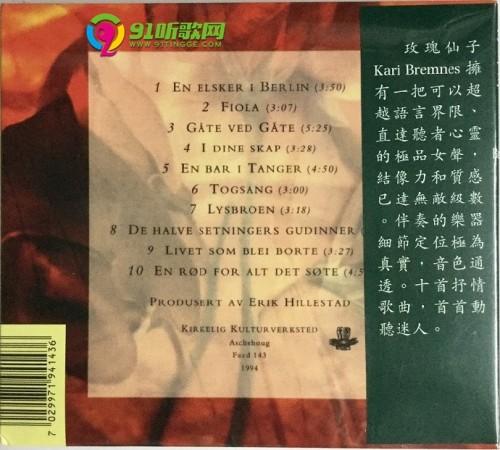 91听歌网
WWW.91TINGGE.COM
1 EN ELSKER I BERLIN (3:50)
2 FIOLA (3:07)
3 GÅTE VED GÅTE (5:25)
4 I DINE SKAP (3:28)
5 EN BAR I TANGER (4:50)
6 TOGSANG (3:00)
7 LYSBROEN (3:18)
8 DE HALVE SETNINGERS GUDINNER (
9 LIVET SOM BLEI BORTE (3:27)
10 EN RØD FOR ALT DET SØTE (4:5
PRODUSERT AV ERIK HILLESTAD
KIRKELIG KULTURVERKSTED
Aschehoug
Fxcd 143
1994
7 029971 941436
玫瑰仙子
Kari Bremnes 擁
有一把可以超
越語言界限、
直達聽者心靈
的極品女聲，
結像力和質感
已達無敵級數
。伴奏的樂器
細節定位極為
真實，音色通
透。十首抒情
歌曲，首首動
聽迷人。